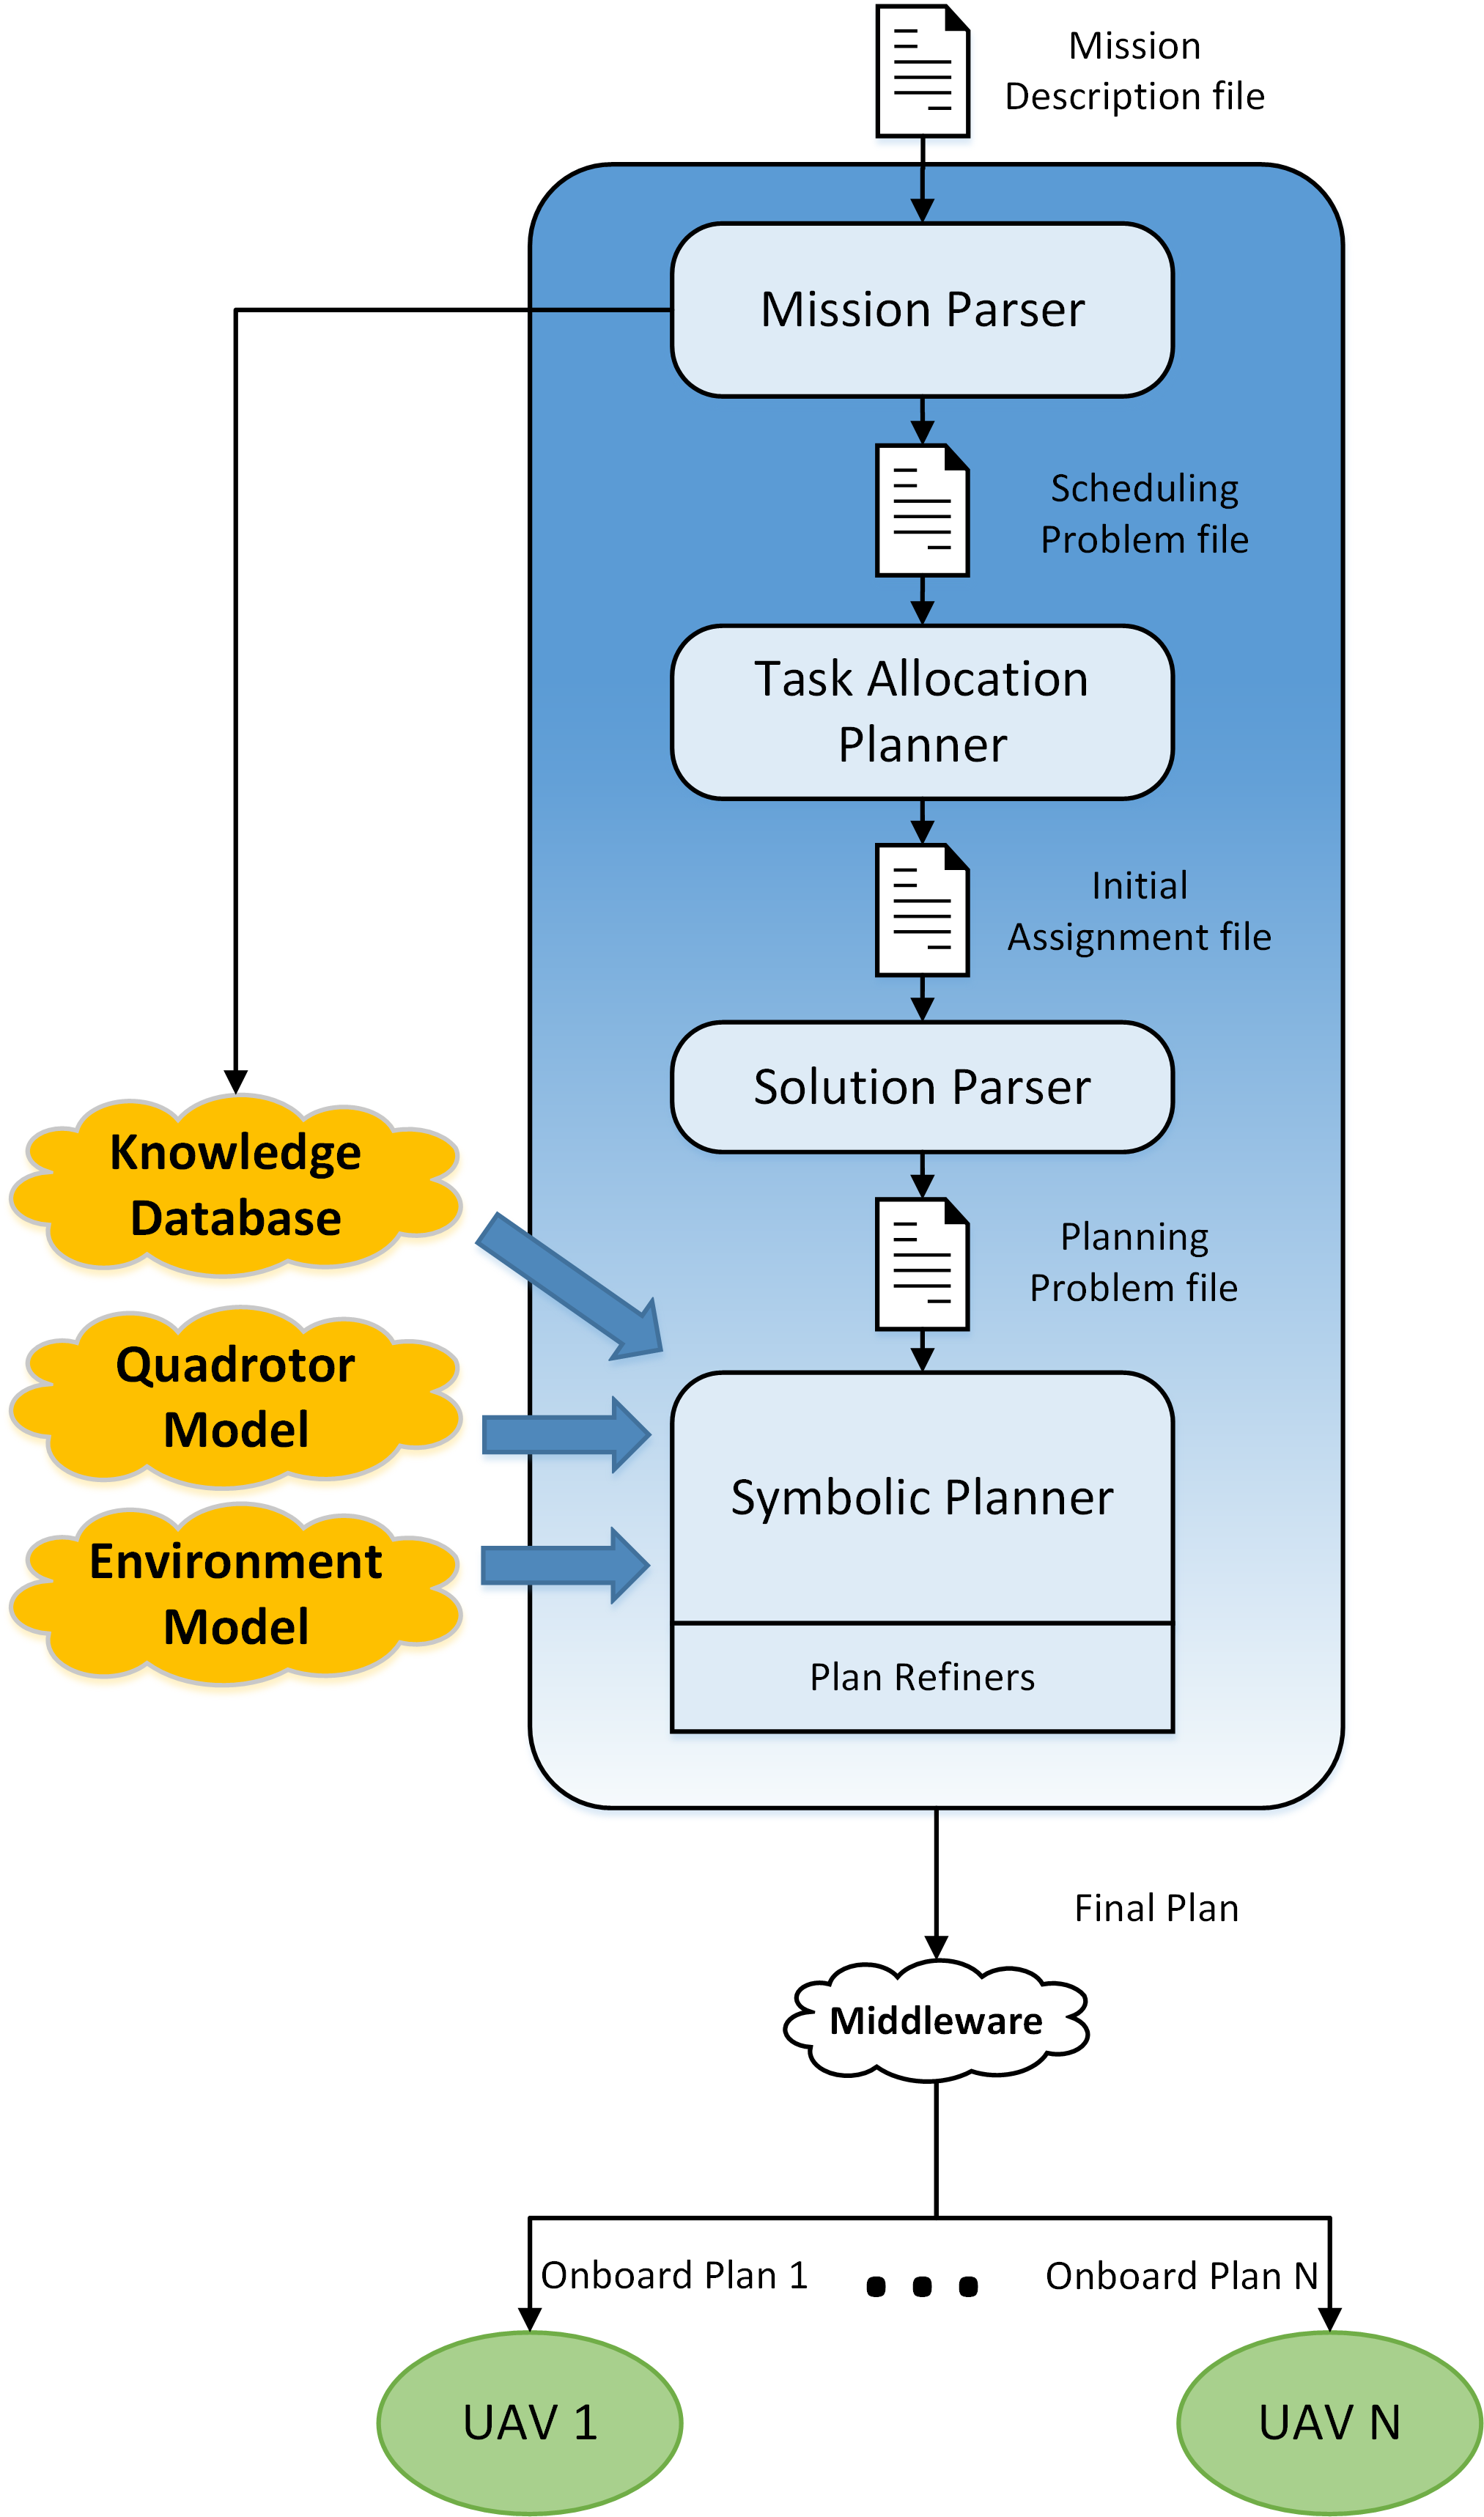 Mission
Description file
Mission Parser
Scheduling
Problem file
Task Allocation
Planner
Initial
Assignment file
Solution Parser
Knowledge
Database
Planning
Problem file
Quadrotor
Model
Symbolic Planner
Environment
Model
Plan Refiners
Final Plan
Middleware
Onboard Plan 1
Onboard Plan N
UAV 1
UAV N